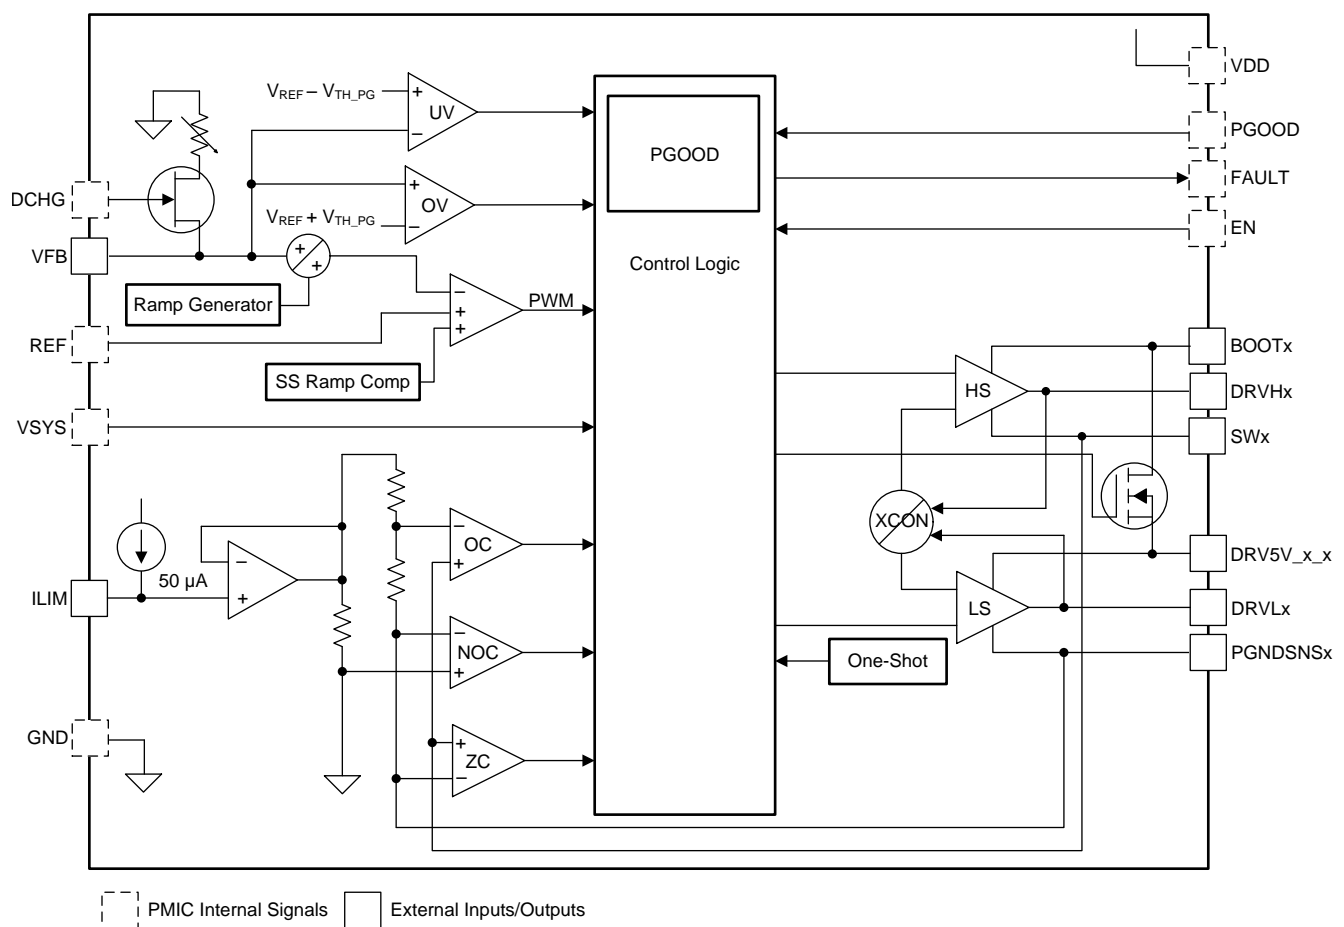 VDD
V_REF – V_TH_PG
+
UV
–
PGOOD
PGOOD
DCHG
FAULT
+
OV
–
V_REF + V_TH_PG
EN
VFB
+
+
Control Logic
Ramp Generator
–
+
+
PWM
REF
BOOTx
SS Ramp Comp
HS
DRVHx
VSYS
SWx
XCON
–
OC
+
DRV5V_x_x
50 µA
–
+
ILIM
LS
DRVLx
–
NOC
+
One-Shot
PGNDSNSx
GND
+
ZC
–
PMIC Internal Signals
External Inputs/Outputs